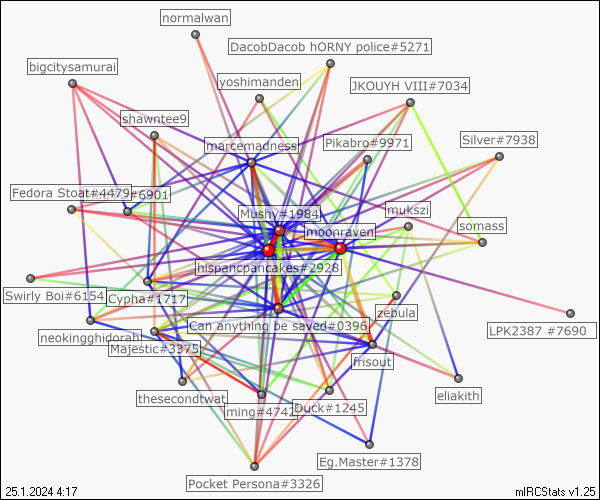 normalwan
DacobDacob hORNY police#5271
bigcitysamurai
yoshimanden
JKOUYH VIII#7034
shawntee9
marcemadness
Pikabro#9971
Silver#7938
Fedora Stoat#4479
#6901
Mushy#1984
mukszi
moonraven
somass
hispancpancakes#2928
Swirly Boi#6154
Cypha#1717
zebula
Can anything be saved#0396
LPK2387 #7690
neokingghidorah
Majestic#3375
frisout
thesecondtwat
ming#4742
Duck#1245
eliakith
Eg.Master#1378
Pocket Persona#3326
25.1.2024 4:17
mIRCStats v1.25